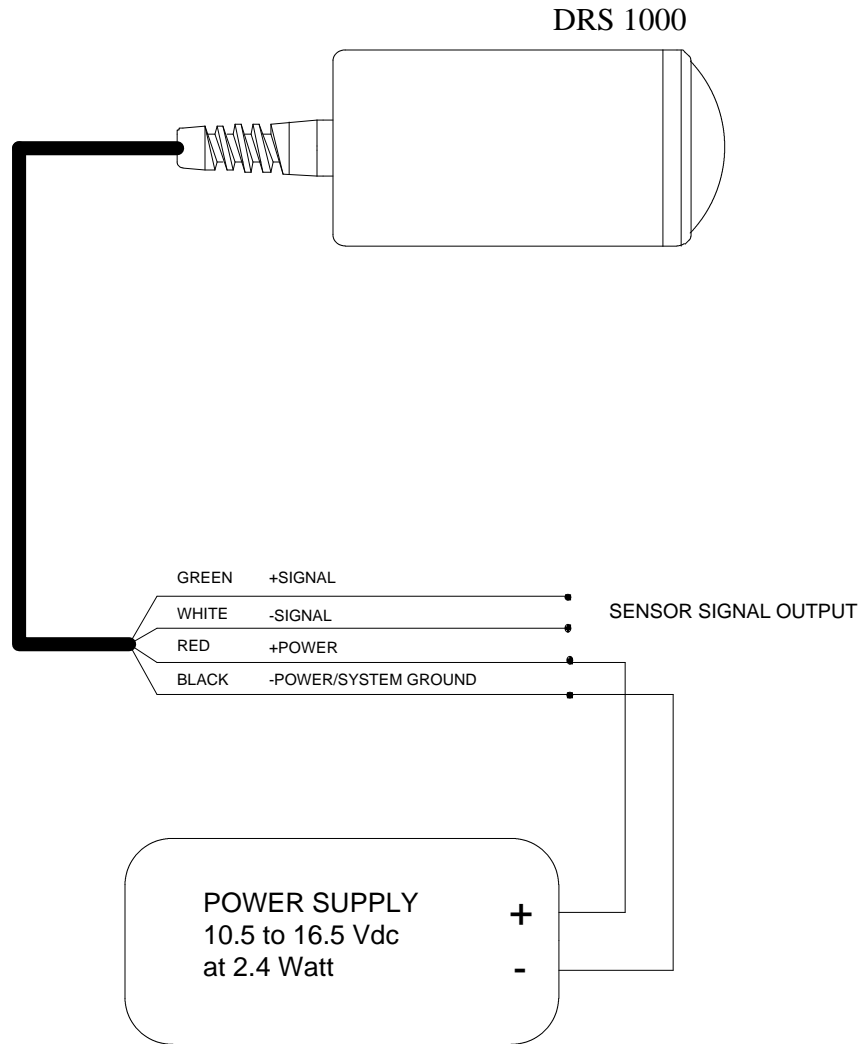 DRS 1000
GREEN +SIGNAL
WHITE -SIGNAL
SENSOR SIGNAL OUTPUT
RED +POWER
BLACK -POWER/SYSTEM GROUND
POWER SUPPLY
10.5 to 16.5 Vdc
at 2.4 Watt
+
-